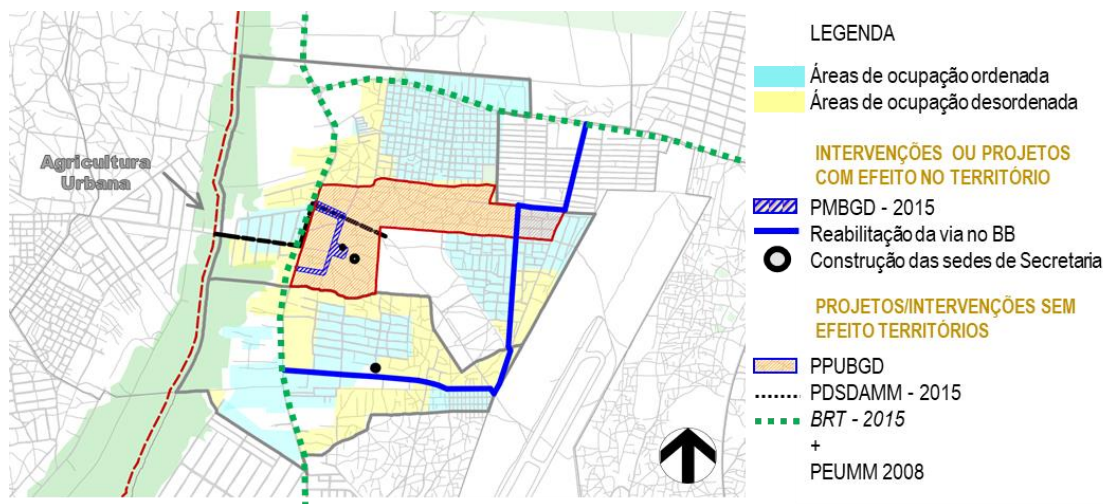 Agricultura
Urbana
LEGENDA
Áreas de ocupação ordenada
Áreas de ocupação desordenada
INTERVENÇÕES OU PROJETOS
COM EFEITO NO TERRITÓRIO
PMBGD - 2015
Reabilitação da via no BB
Construção das sedes de Secretaria
PROJETOS/INTERVENÇÕES SEM
EFEITO TERRITÓRIOS
PPUBGD
PDSDAMM - 2015
BRT - 2015
+
PEUMM 2008